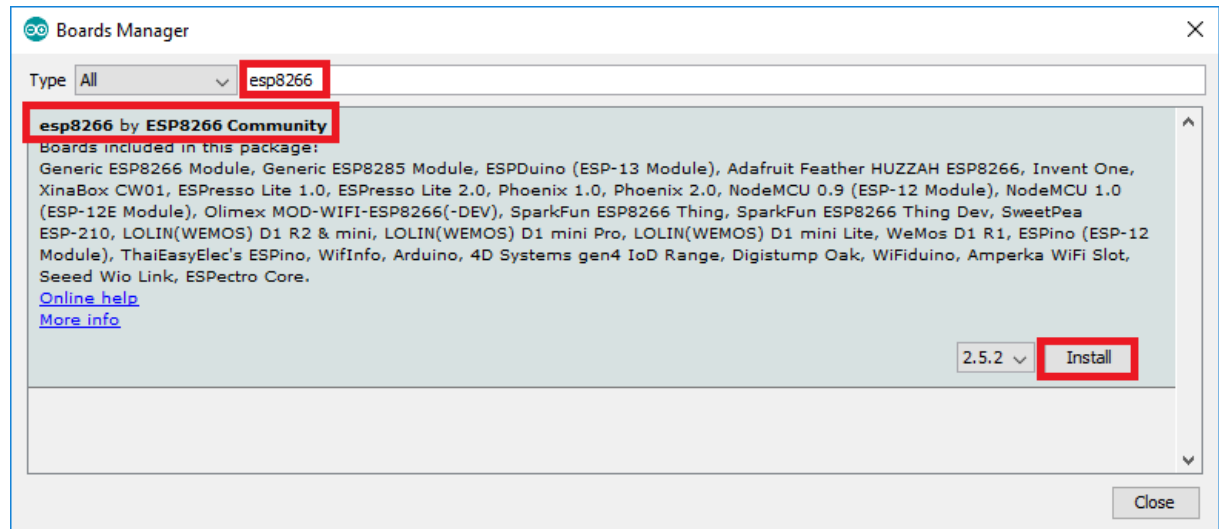 Boards Manager
Type All esp8266
esp8266 by ESP8266 Community
Boards included in this package:
Generic ESP8266 Module, Generic ESP8285 Module, ESPDuino (ESP-13 Module), Adafruit Feather HUZZAH ESP8266, Invent One,
XinaBox CW01, ESPresso Lite 1.0, ESPresso Lite 2.0, Phoenix 1.0, Phoenix 2.0, NodeMCU 0.9 (ESP-12 Module), NodeMCU 1.0
(ESP-12E Module), Olimex MOD-WIFI-ESP8266(-DEV), SparkFun ESP8266 Thing, SparkFun ESP8266 Thing Dev, SweetPea
ESP-210, LOLIN(WEMOS) D1 R2 & mini, LOLIN(WEMOS) D1 mini Pro, LOLIN(WEMOS) D1 mini Lite, WeMos D1 R1, ESPino (ESP-12
Module), ThaiEasyElec's ESPino, WifInfo, Arduino, 4D Systems gen4 IoD Range, Digistump Oak, WiFiduino, Amperka WiFi Slot,
Seeed Wio Link, ESPectro Core.
Online help
More info
2.5.2 Install
Close